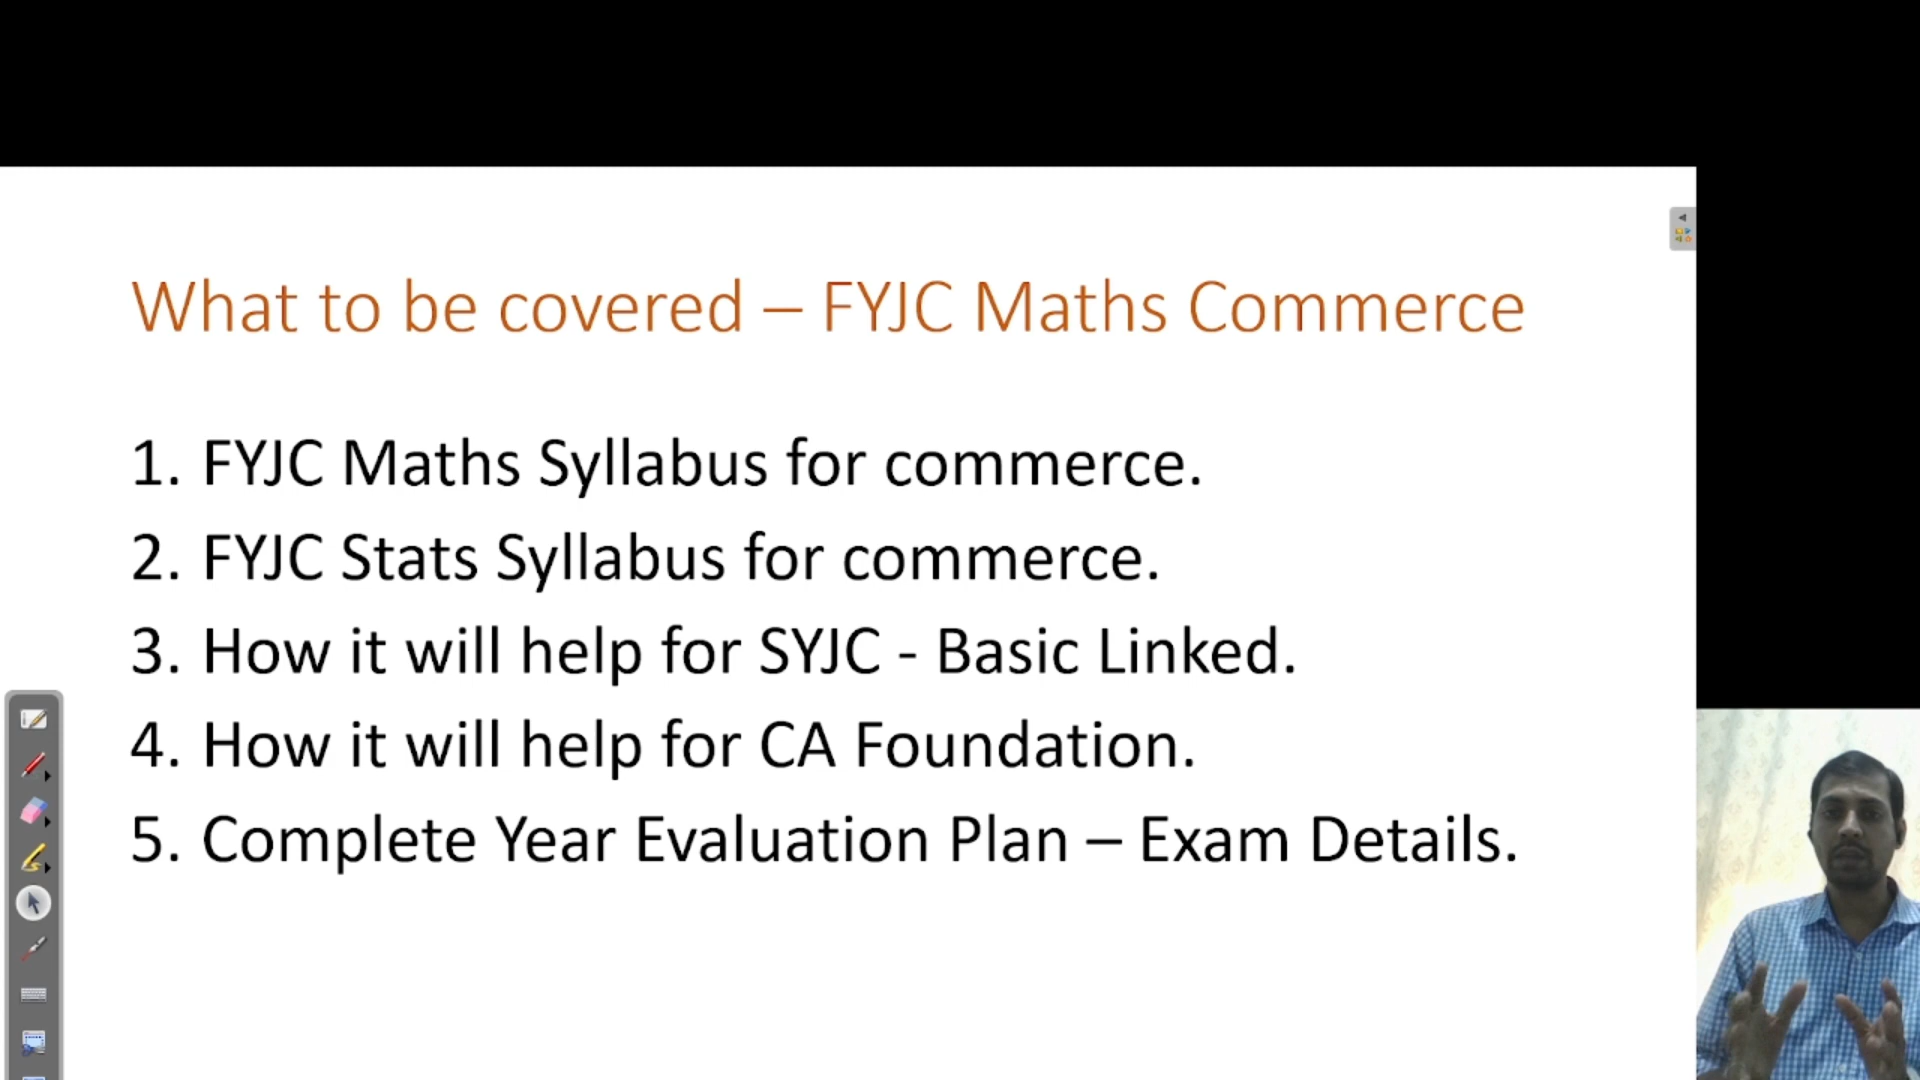 What to be covered – FYJC Maths Commerce
1. FYJC Maths Syllabus for commerce.
2. FYJC Stats Syllabus for commerce.
3. How it will help for SYJC - Basic Linked.
4. How it will help for CA Foundation.
5. Complete Year Evaluation Plan – Exam Details.